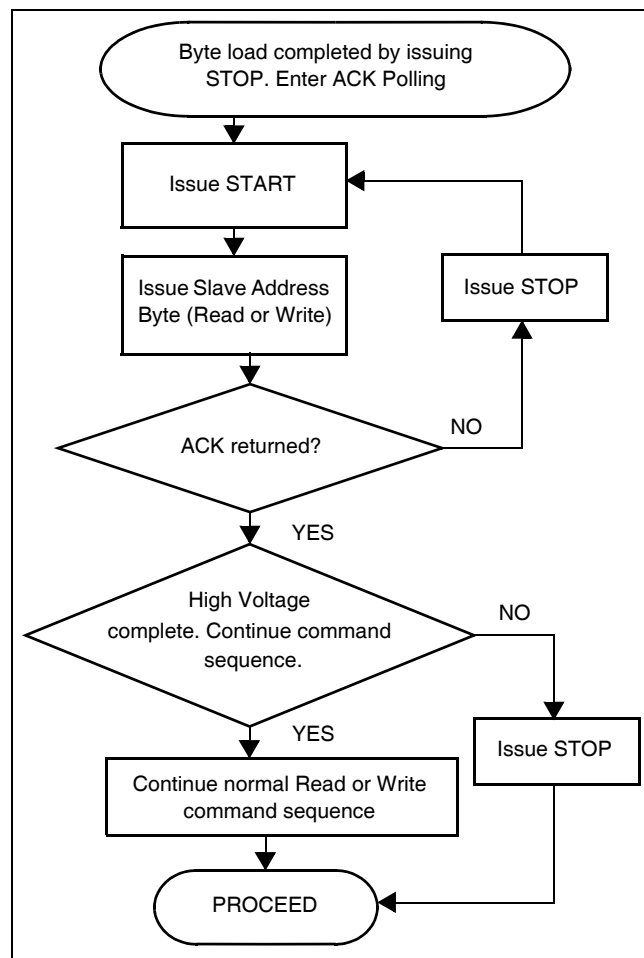 Byte load completed by issuing
STOP. Enter ACK Polling
Issue START
Issue Slave Address
Byte (Read or Write)
Issue STOP
ACK returned?
NO
YES
High Voltage
complete. Continue command
sequence.
NO
YES
Issue STOP
Continue normal Read or Write
command sequence
PROCEED